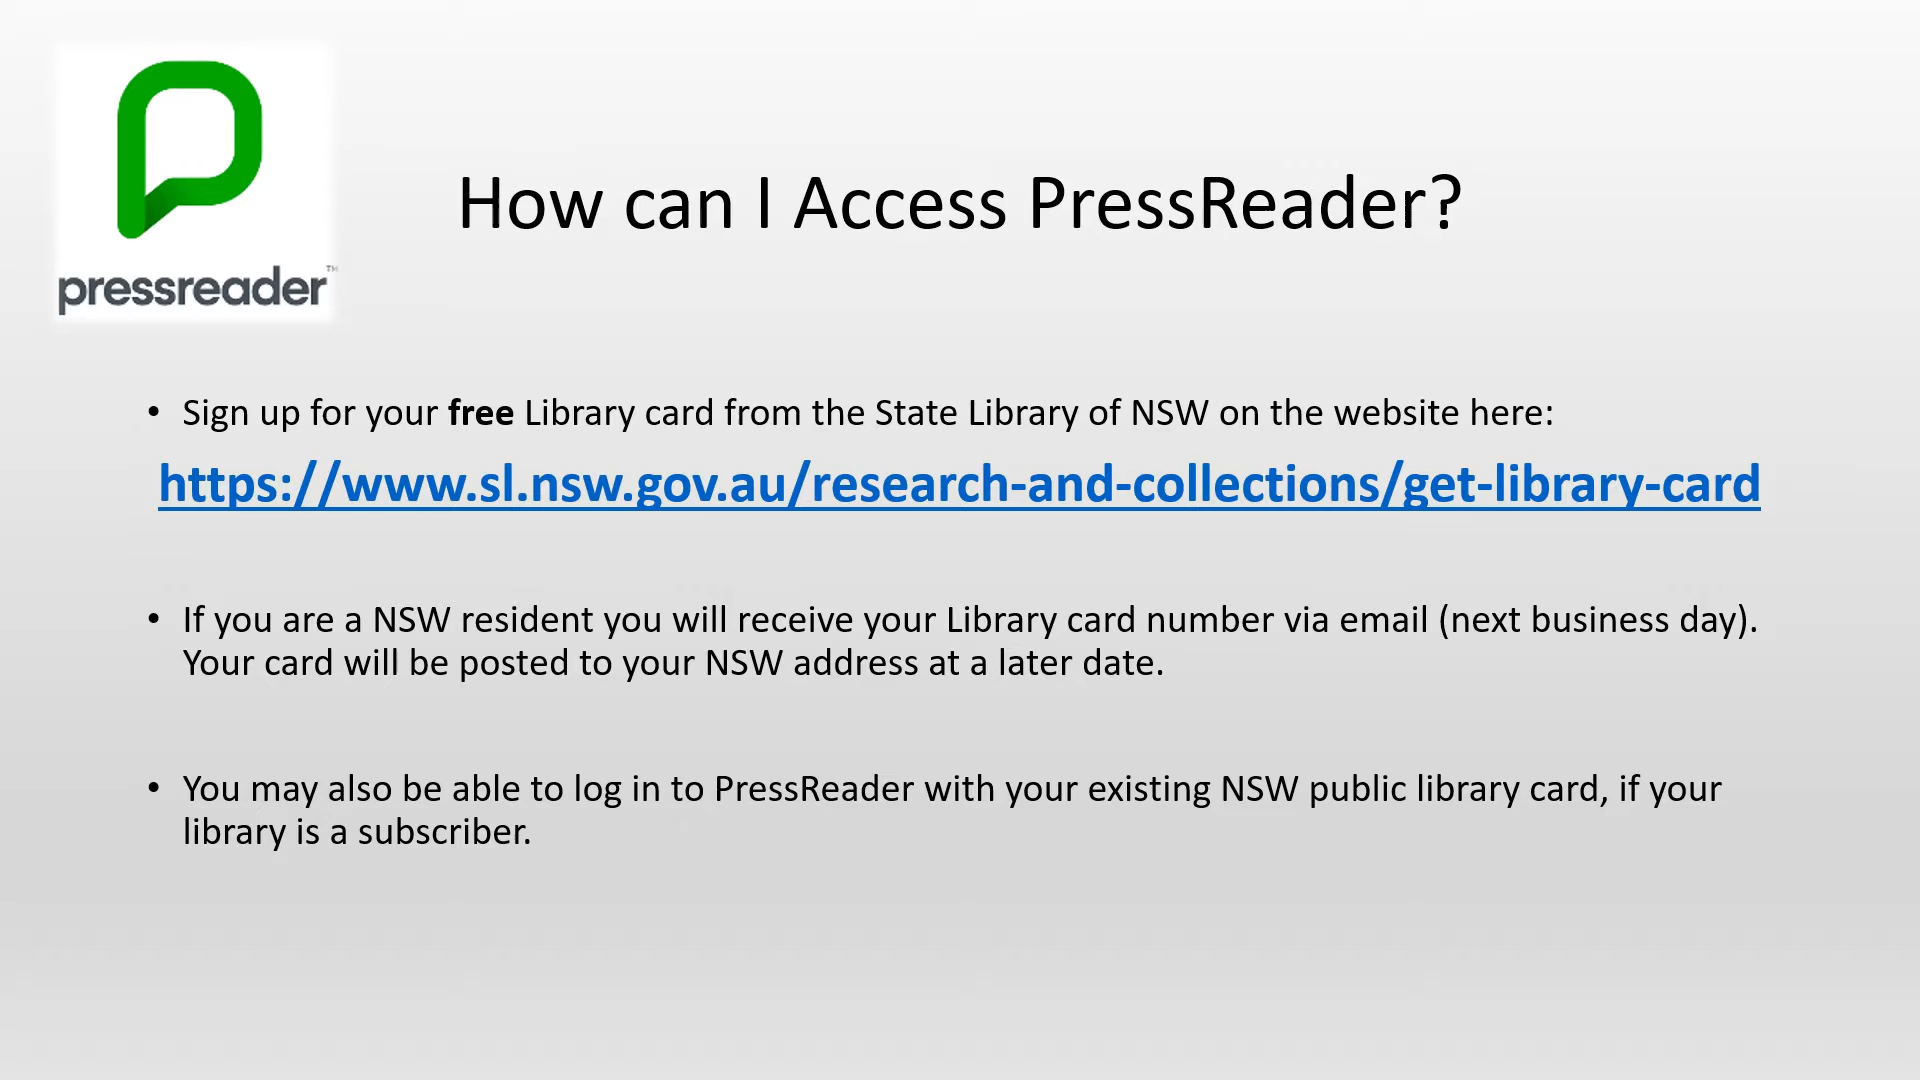 pressreader™
How can I Access PressReader?
• Sign up for your free Library card from the State Library of NSW on the website here:
https://www.sl.nsw.gov.au/research-and-collections/get-library-card
• If you are a NSW resident you will receive your Library card number via email (next business day).
Your card will be posted to your NSW address at a later date.
• You may also be able to log in to PressReader with your existing NSW public library card, if your
library is a subscriber.